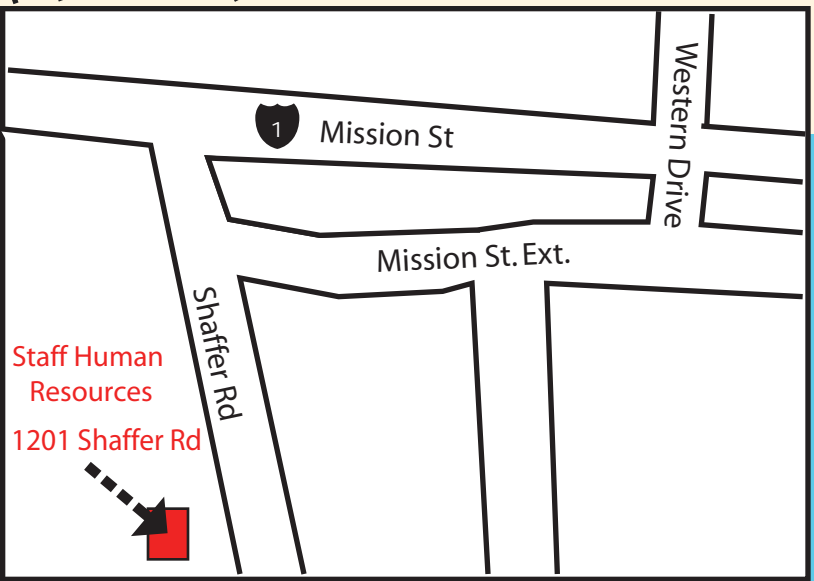 1
Mission St
Western Drive
Mission St. Ext.
Shaffer Rd
Staff Human
Resources
1201 Shaffer Rd